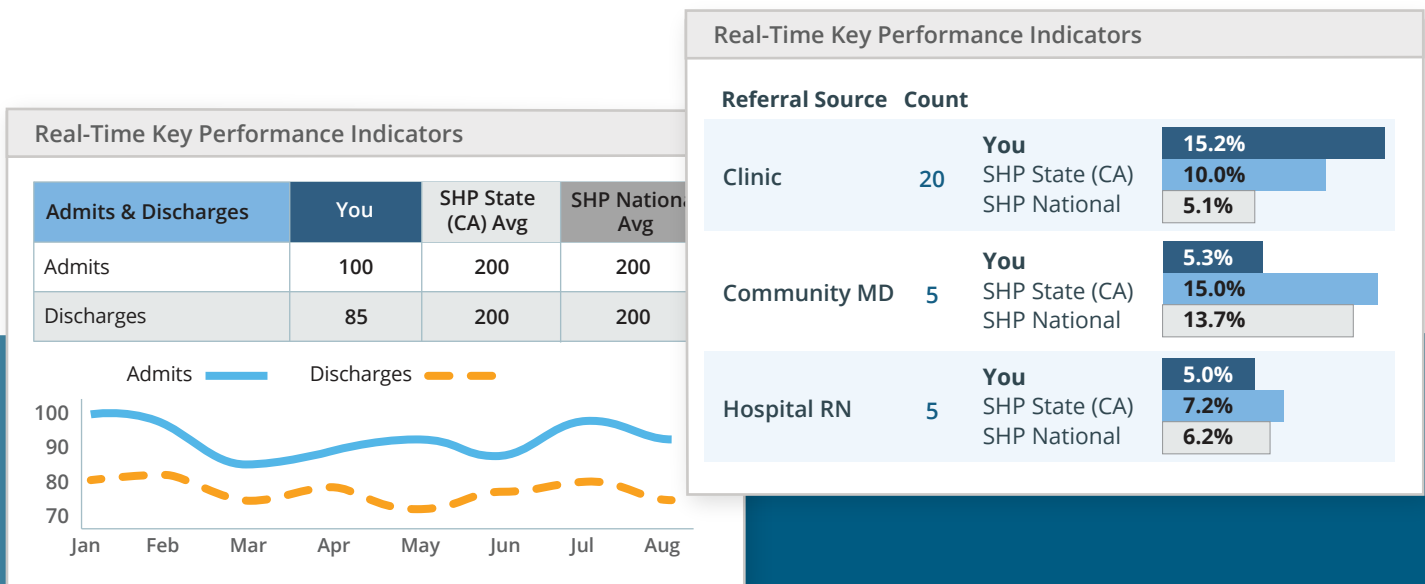 Real-Time Key Performance Indicators
Admits & Discharges You SHP State (CA) Avg SHP Nationa Avg
Admits 100 200 200
Discharges 85 200 200
Admits Discharges
100
90
80
70
Jan Feb Mar Apr May Jun Jul Aug
Real-Time Key Performance Indicators
Referral Source Count
Clinic 20
You 15.2%
SHP State (CA) 10.0%
SHP National 5.1%
Community MD 5
You 5.3%
SHP State (CA) 15.0%
SHP National 13.7%
Hospital RN 5
You 5.0%
SHP State (CA) 7.2%
SHP National 6.2%